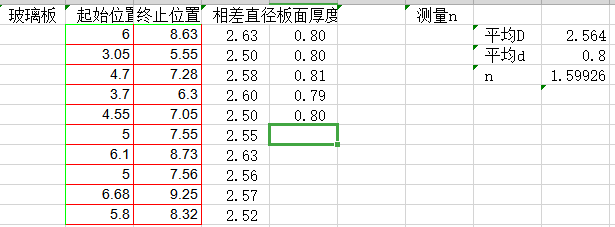 玻璃板 起始位置 终止位置 相差直径 板面厚度 测量n
6 8.63 2.63 0.80 平均D 2.564
3.05 5.55 2.50 0.80 平均d 0.8
4.7 7.28 2.58 0.81 n 1.59926
3.7 6.3 2.60 0.79
4.55 7.05 2.50 0.80
5 7.55 2.55
6.1 8.73 2.63
5 7.56 2.56
6.68 9.25 2.57
5.8 8.32 2.52